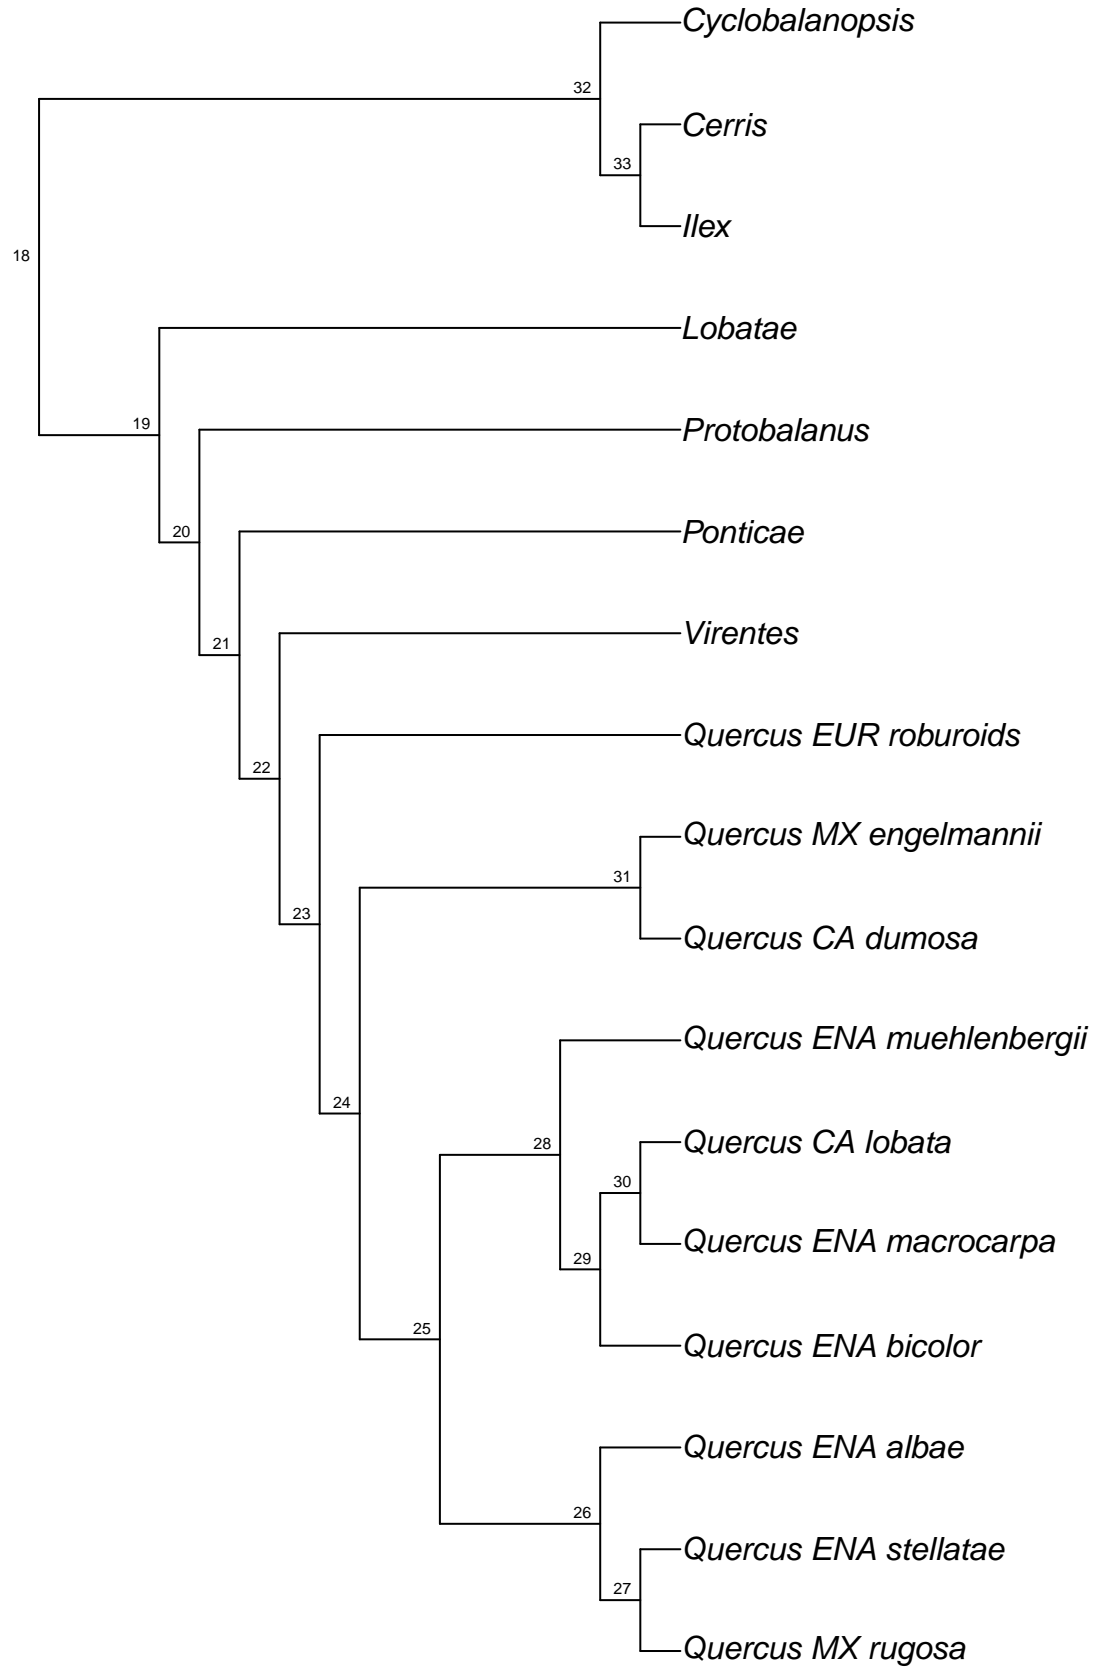 Cyclobalanopsis
32
Cerris
33
Ilex
18
Lobatae
19
Protobalanus
20
Ponticae
21
Virentes
22
Quercus EUR roburoids
Quercus MX engelmannii
31
23
Quercus CA dumosa
Quercus ENA muehlenbergii
24
28
Quercus CA lobata
30
Quercus ENA macrocarpa
29
25
Quercus ENA bicolor
Quercus ENA albae
26
Quercus ENA stellatae
27
Quercus MX rugosa